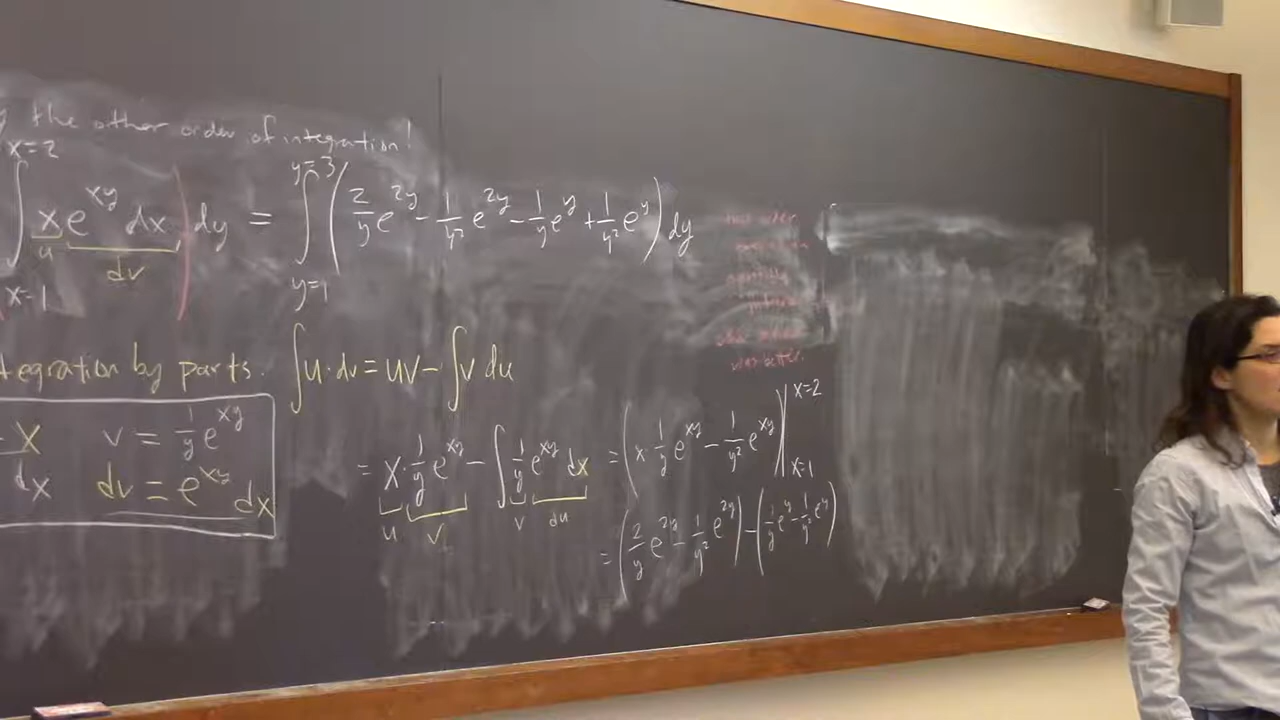 the other order of integration!
x=2 y=3
∫ x e^{xy} dx dy = ∫ ( 2/y e^{2y} - 1/y² e^{2y} - 1/y e^y + 1/y² e^y ) dy
u dv
x=1 y=1
tegration by parts. ∫u·dv = uv - ∫v du
x v = 1/y e^{xy}
dx dv = e^{xy} dx
= x· 1/y e^{xy} - ∫ 1/y e^{xy} dx = ( x· 1/y e^{xy} - 1/y² e^{xy} ) | x=2 x=1
u v v du
= ( 2/y e^{2y} - 1/y² e^{2y} ) - ( 1/y e^y - 1/y² e^y )
was better.